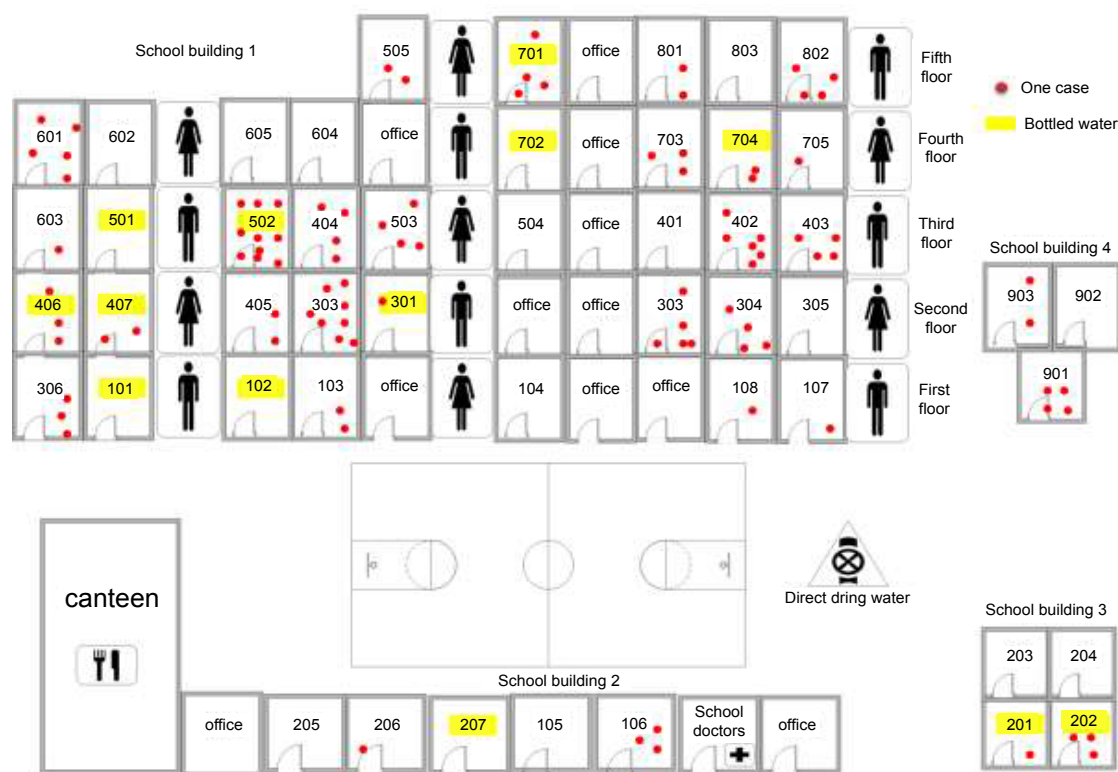 School building 1
505
701
office
801
803
802
Fifth
floor
One case
Bottled water
601
602
605
604
office
702
office
703
704
705
Fourth
floor
603
501
502
404
503
504
office
401
402
403
Third
floor
School building 4
406
407
405
303
301
office
office
303
304
305
Second
floor
903
902
306
101
102
103
office
104
office
office
108
107
First
floor
901
canteen
Direct dring water
School building 3
203
204
201
202
School building 2
office
205
206
207
105
106
School
doctors
office